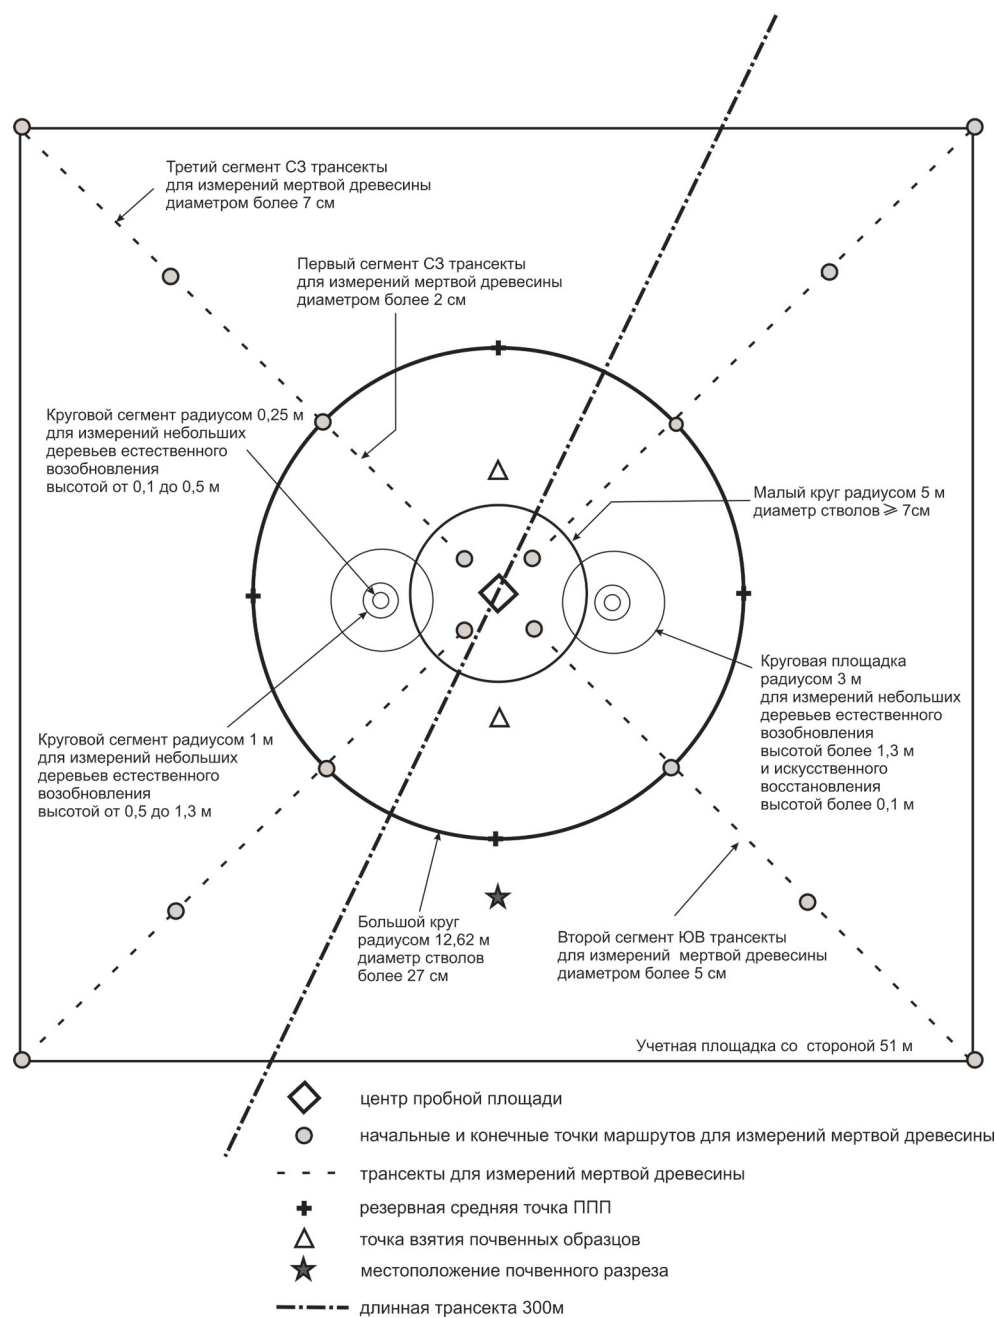 Третий сегмент СЗ трансекты
для измерений мертвой древесины
диаметром более 7 см
Первый сегмент СЗ трансекты
для измерений мертвой древесины
диаметром более 2 см
Круговой сегмент радиусом 0,25 м
для измерений небольших
деревьев естественного
возобновления
высотой от 0,1 до 0,5 м
Малый круг радиусом 5 м
диаметр стволов ⩾ 7см
Круговая площадка
радиусом 3 м
для измерений небольших
деревьев естественного
возобновления
высотой более 1,3 м
и искусственного
восстановления
высотой более 0,1 м
Круговой сегмент радиусом 1 м
для измерений небольших
деревьев естественного
возобновления
высотой от 0,5 до 1,3 м
Большой круг
радиусом 12,62 м
диаметр стволов
более 27 см
Второй сегмент ЮВ трансекты
для измерений мертвой древесины
диаметром более 5 см
Учетная площадка со стороной 51 м
центр пробной площади
начальные и конечные точки маршрутов для измерений мертвой древесины
трансекты для измерений мертвой древесины
резервная средняя точка ППП
точка взятия почвенных образцов
местоположение почвенного разреза
длинная трансекта 300м